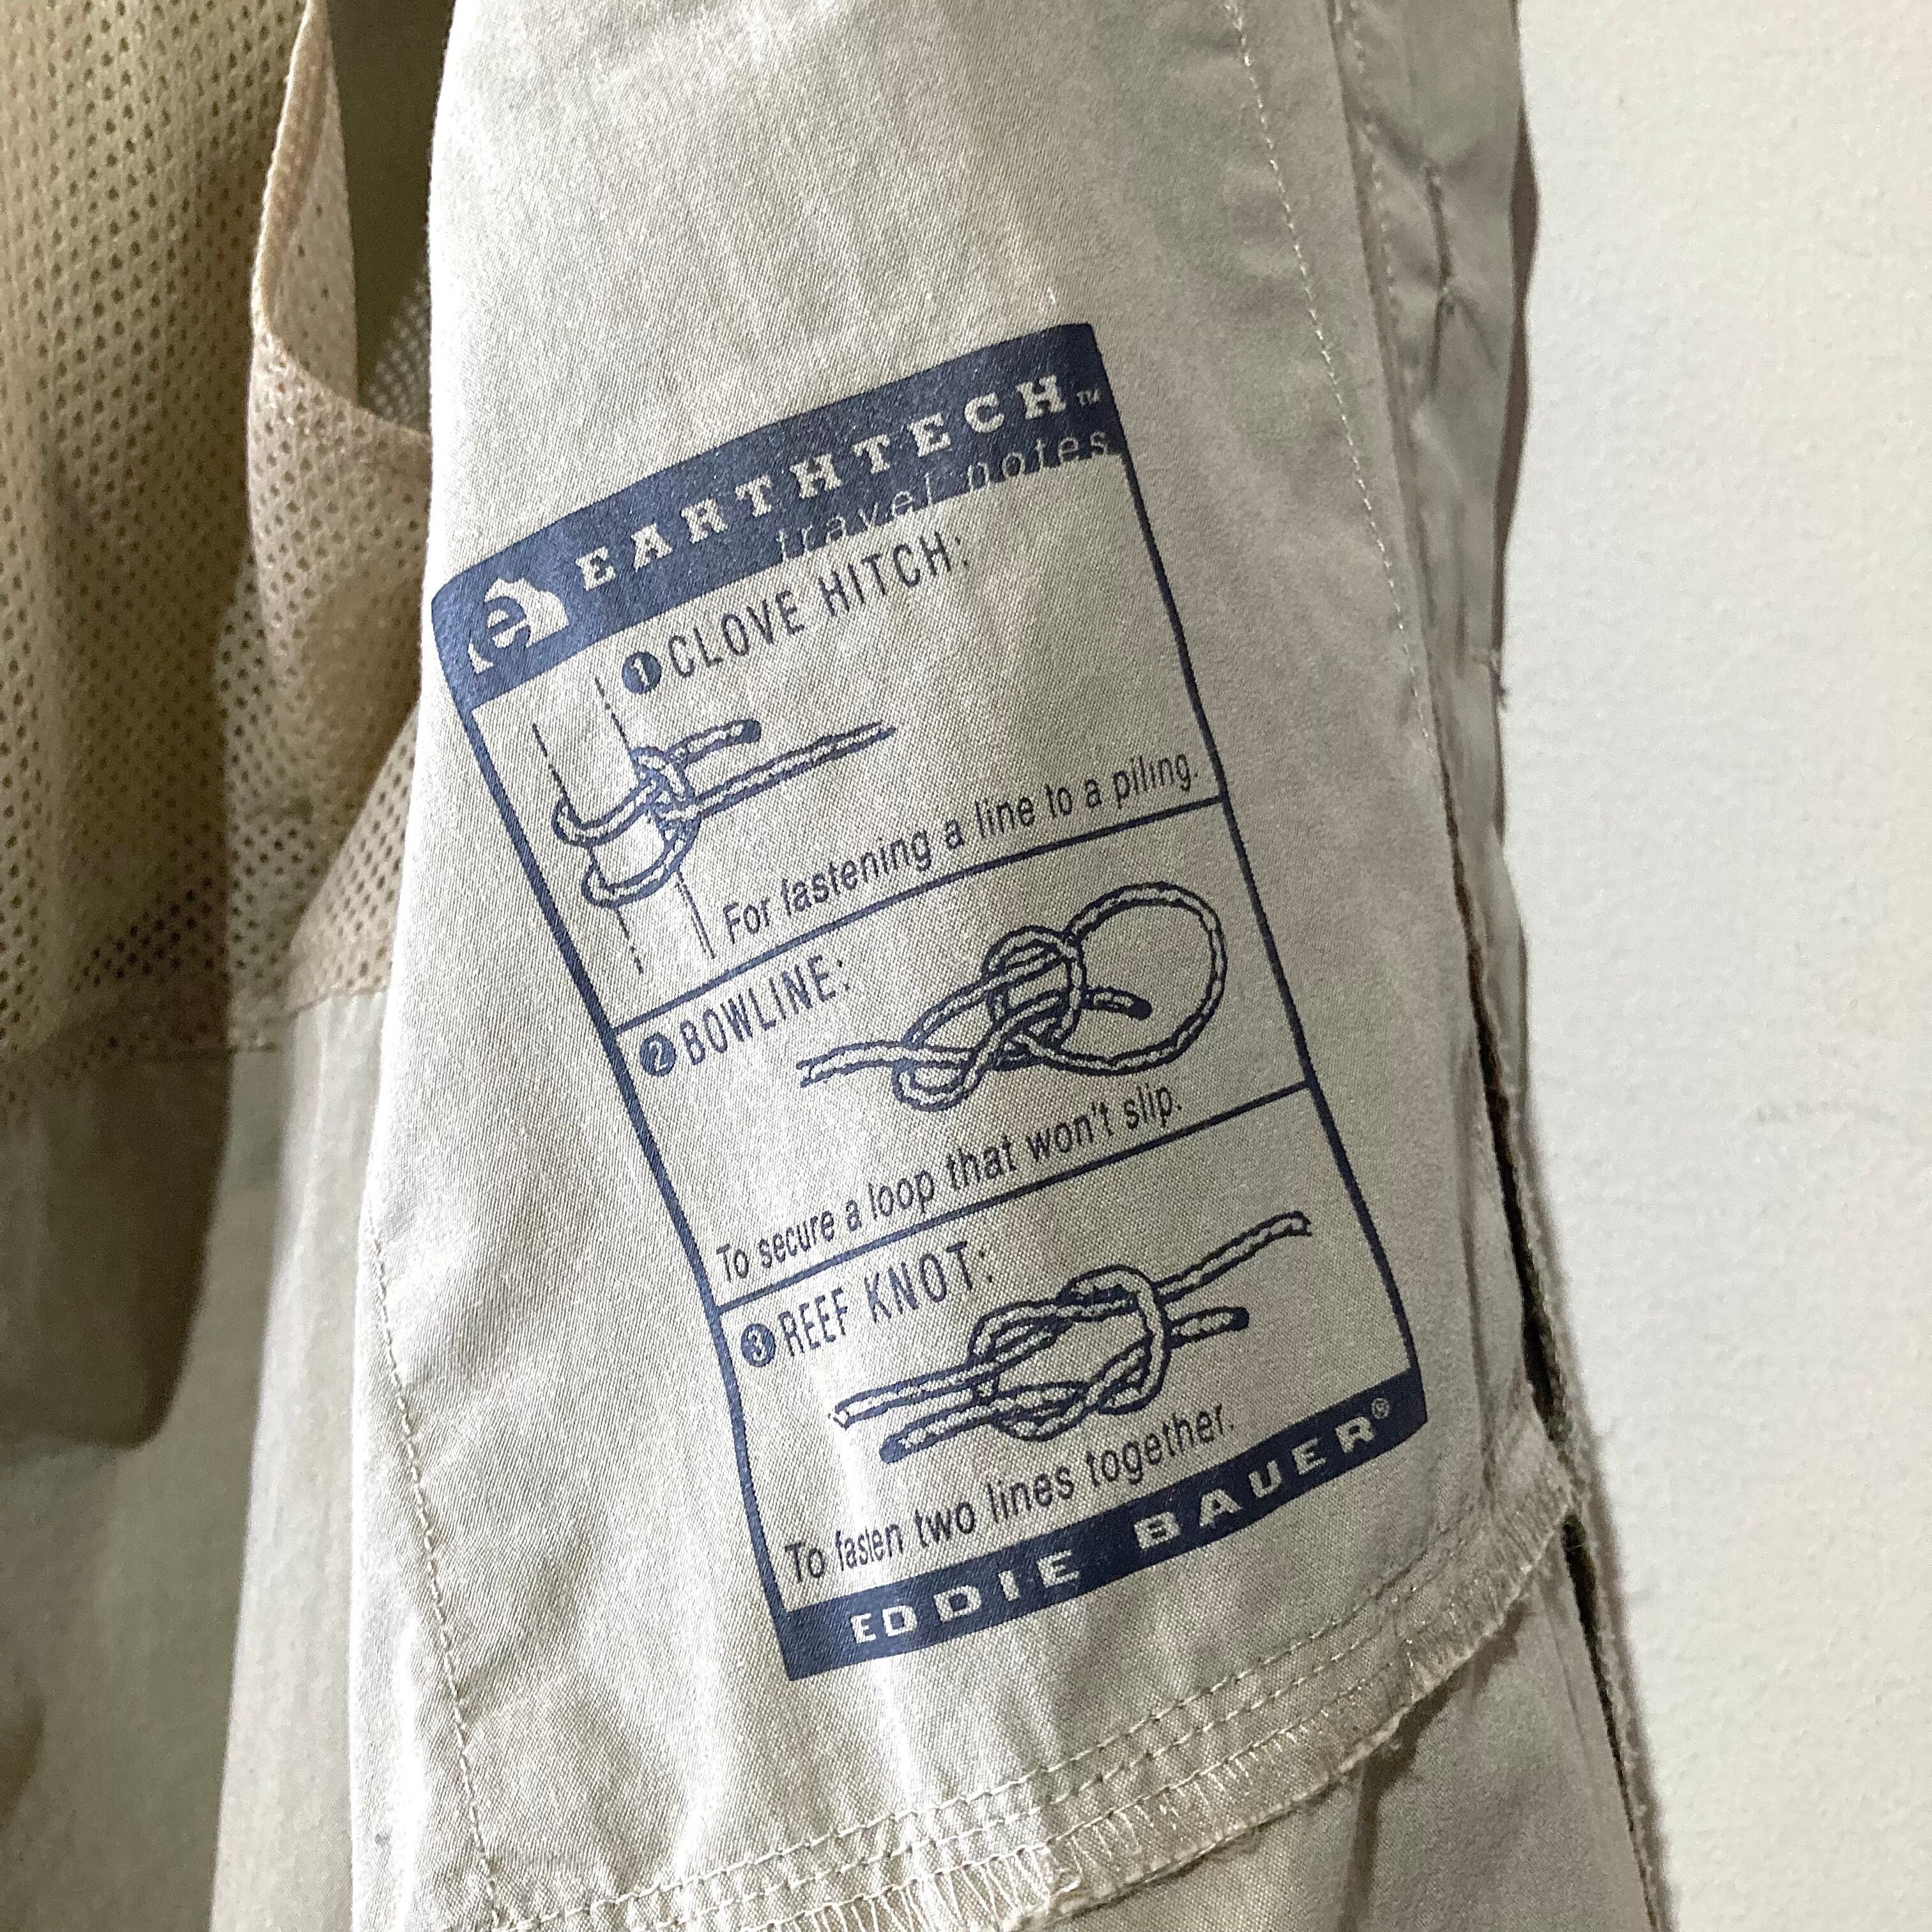 e EARTHTECH™
travel notes
1 CLOVE HITCH:
For fastening a line to a piling.
2 BOWLINE:
To secure a loop that won't slip.
3 REEF KNOT:
To fasten two lines together.
EDDIE BAUER®